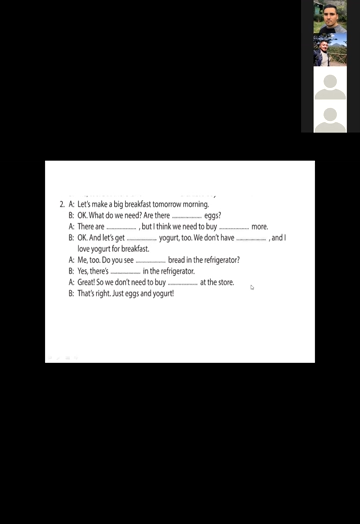 2. A: Let's make a big breakfast tomorrow morning.
B: OK. What do we need? Are there .................. eggs?
A: There are .................. , but I think we need to buy .................. more.
B: OK. And let's get .................. yogurt, too. We don't have .................. , and I
love yogurt for breakfast.
A: Me, too. Do you see .................. bread in the refrigerator?
B: Yes, there's .................. in the refrigerator.
A: Great! So we don't need to buy .................. at the store.
B: That's right. Just eggs and yogurt!